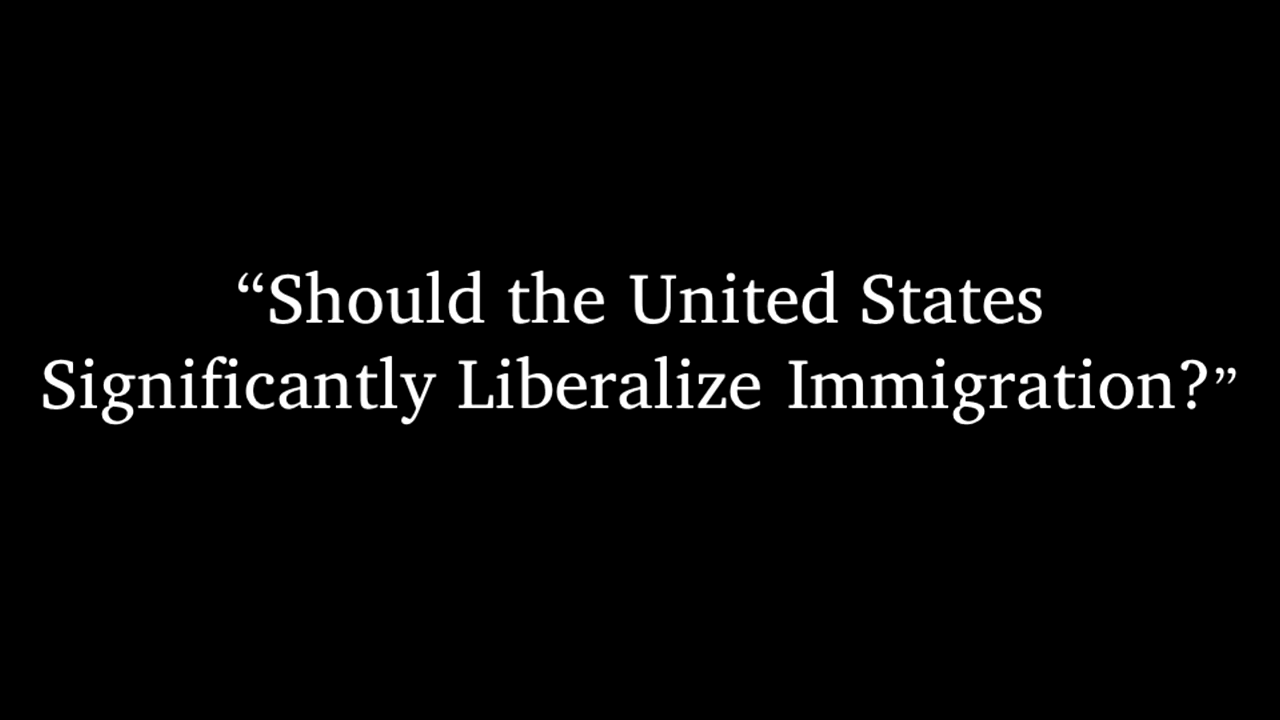 “Should the United States
Significantly Liberalize Immigration?”